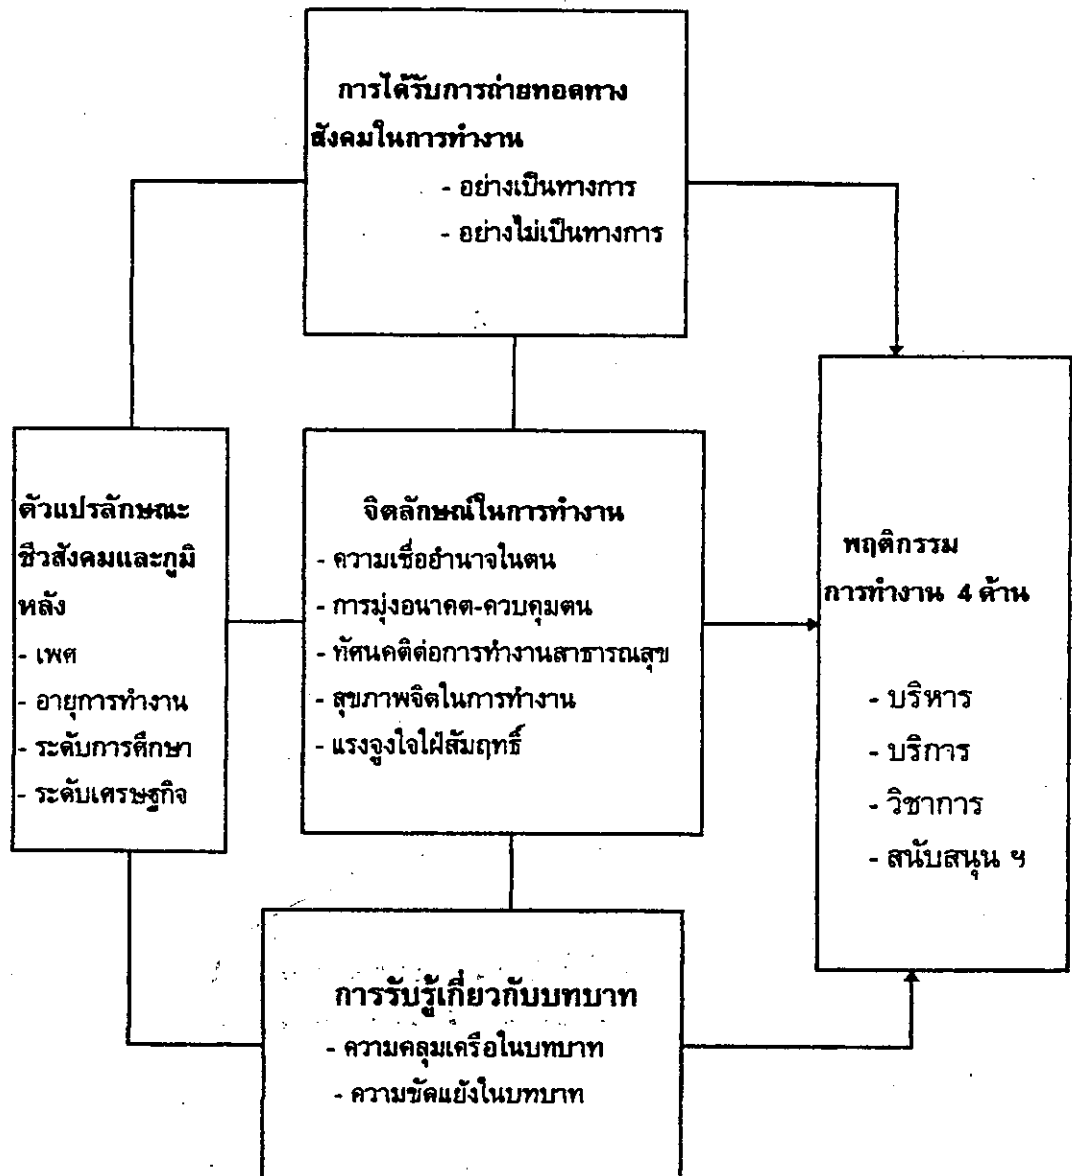 การได้รับการถ่ายทอดทาง
สังคมในการทำงาน
- อย่างเป็นทางการ
- อย่างไม่เป็นทางการ
ตัวแปรลักษณะ
ชีวสังคมและภูมิ
หลัง
- เพศ
- อายุการทำงาน
- ระดับการศึกษา
- ระดับเศรษฐกิจ
จิตลักษณ์ในการทำงาน
- ความเชื่ออำนาจในตน
- การมุ่งอนาคต-ควบคุมตน
- ทัศนคติต่อการทำงานสาธารณสุข
- สุขภาพจิตในการทำงาน
- แรงจูงใจใฝ่สัมฤทธิ์
พฤติกรรม
การทำงาน 4 ด้าน
- บริหาร
- บริการ
- วิชาการ
- สนับสนุน ฯ
การรับรู้เกี่ยวกับบทบาท
- ความคลุมเครือในบทบาท
- ความขัดแย้งในบทบาท